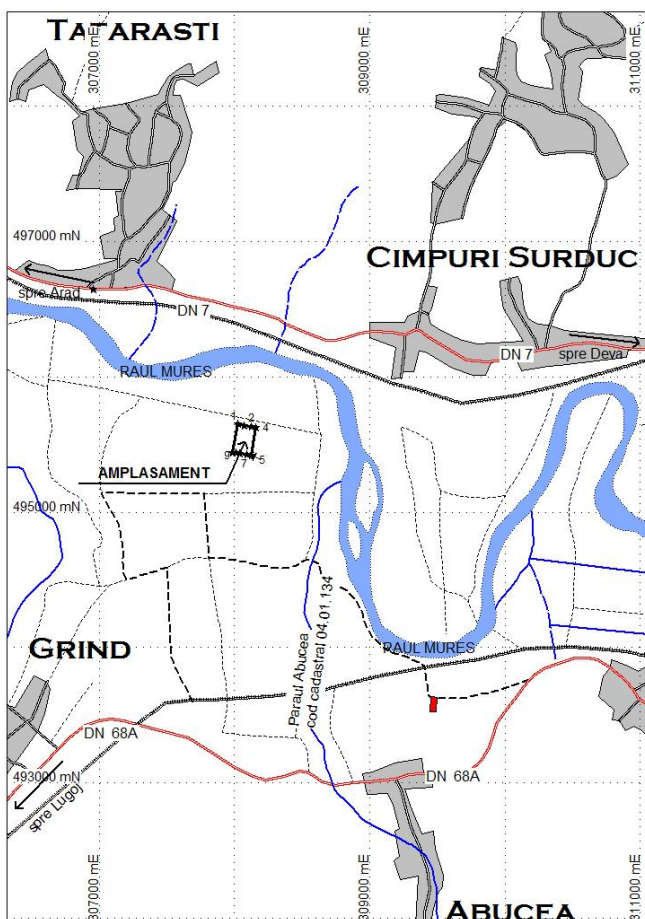 TATARASTI
307000 mE
309000 mE
311000 mE
497000 mN
CIMPURI SURDUC
spre Arad
DN 7
DN 7
spre Deva
RAUL MURES
1 2 4
9 7 5
AMPLASAMENT
495000 mN
Paraul Abucea
cod cadastral 04.01.134
RAUL MURES
GRIND
DN 68A
493000 mN
DN 68A
spre Lugoj
307000 mE
309000 mE
311000 mE
ABUCEA